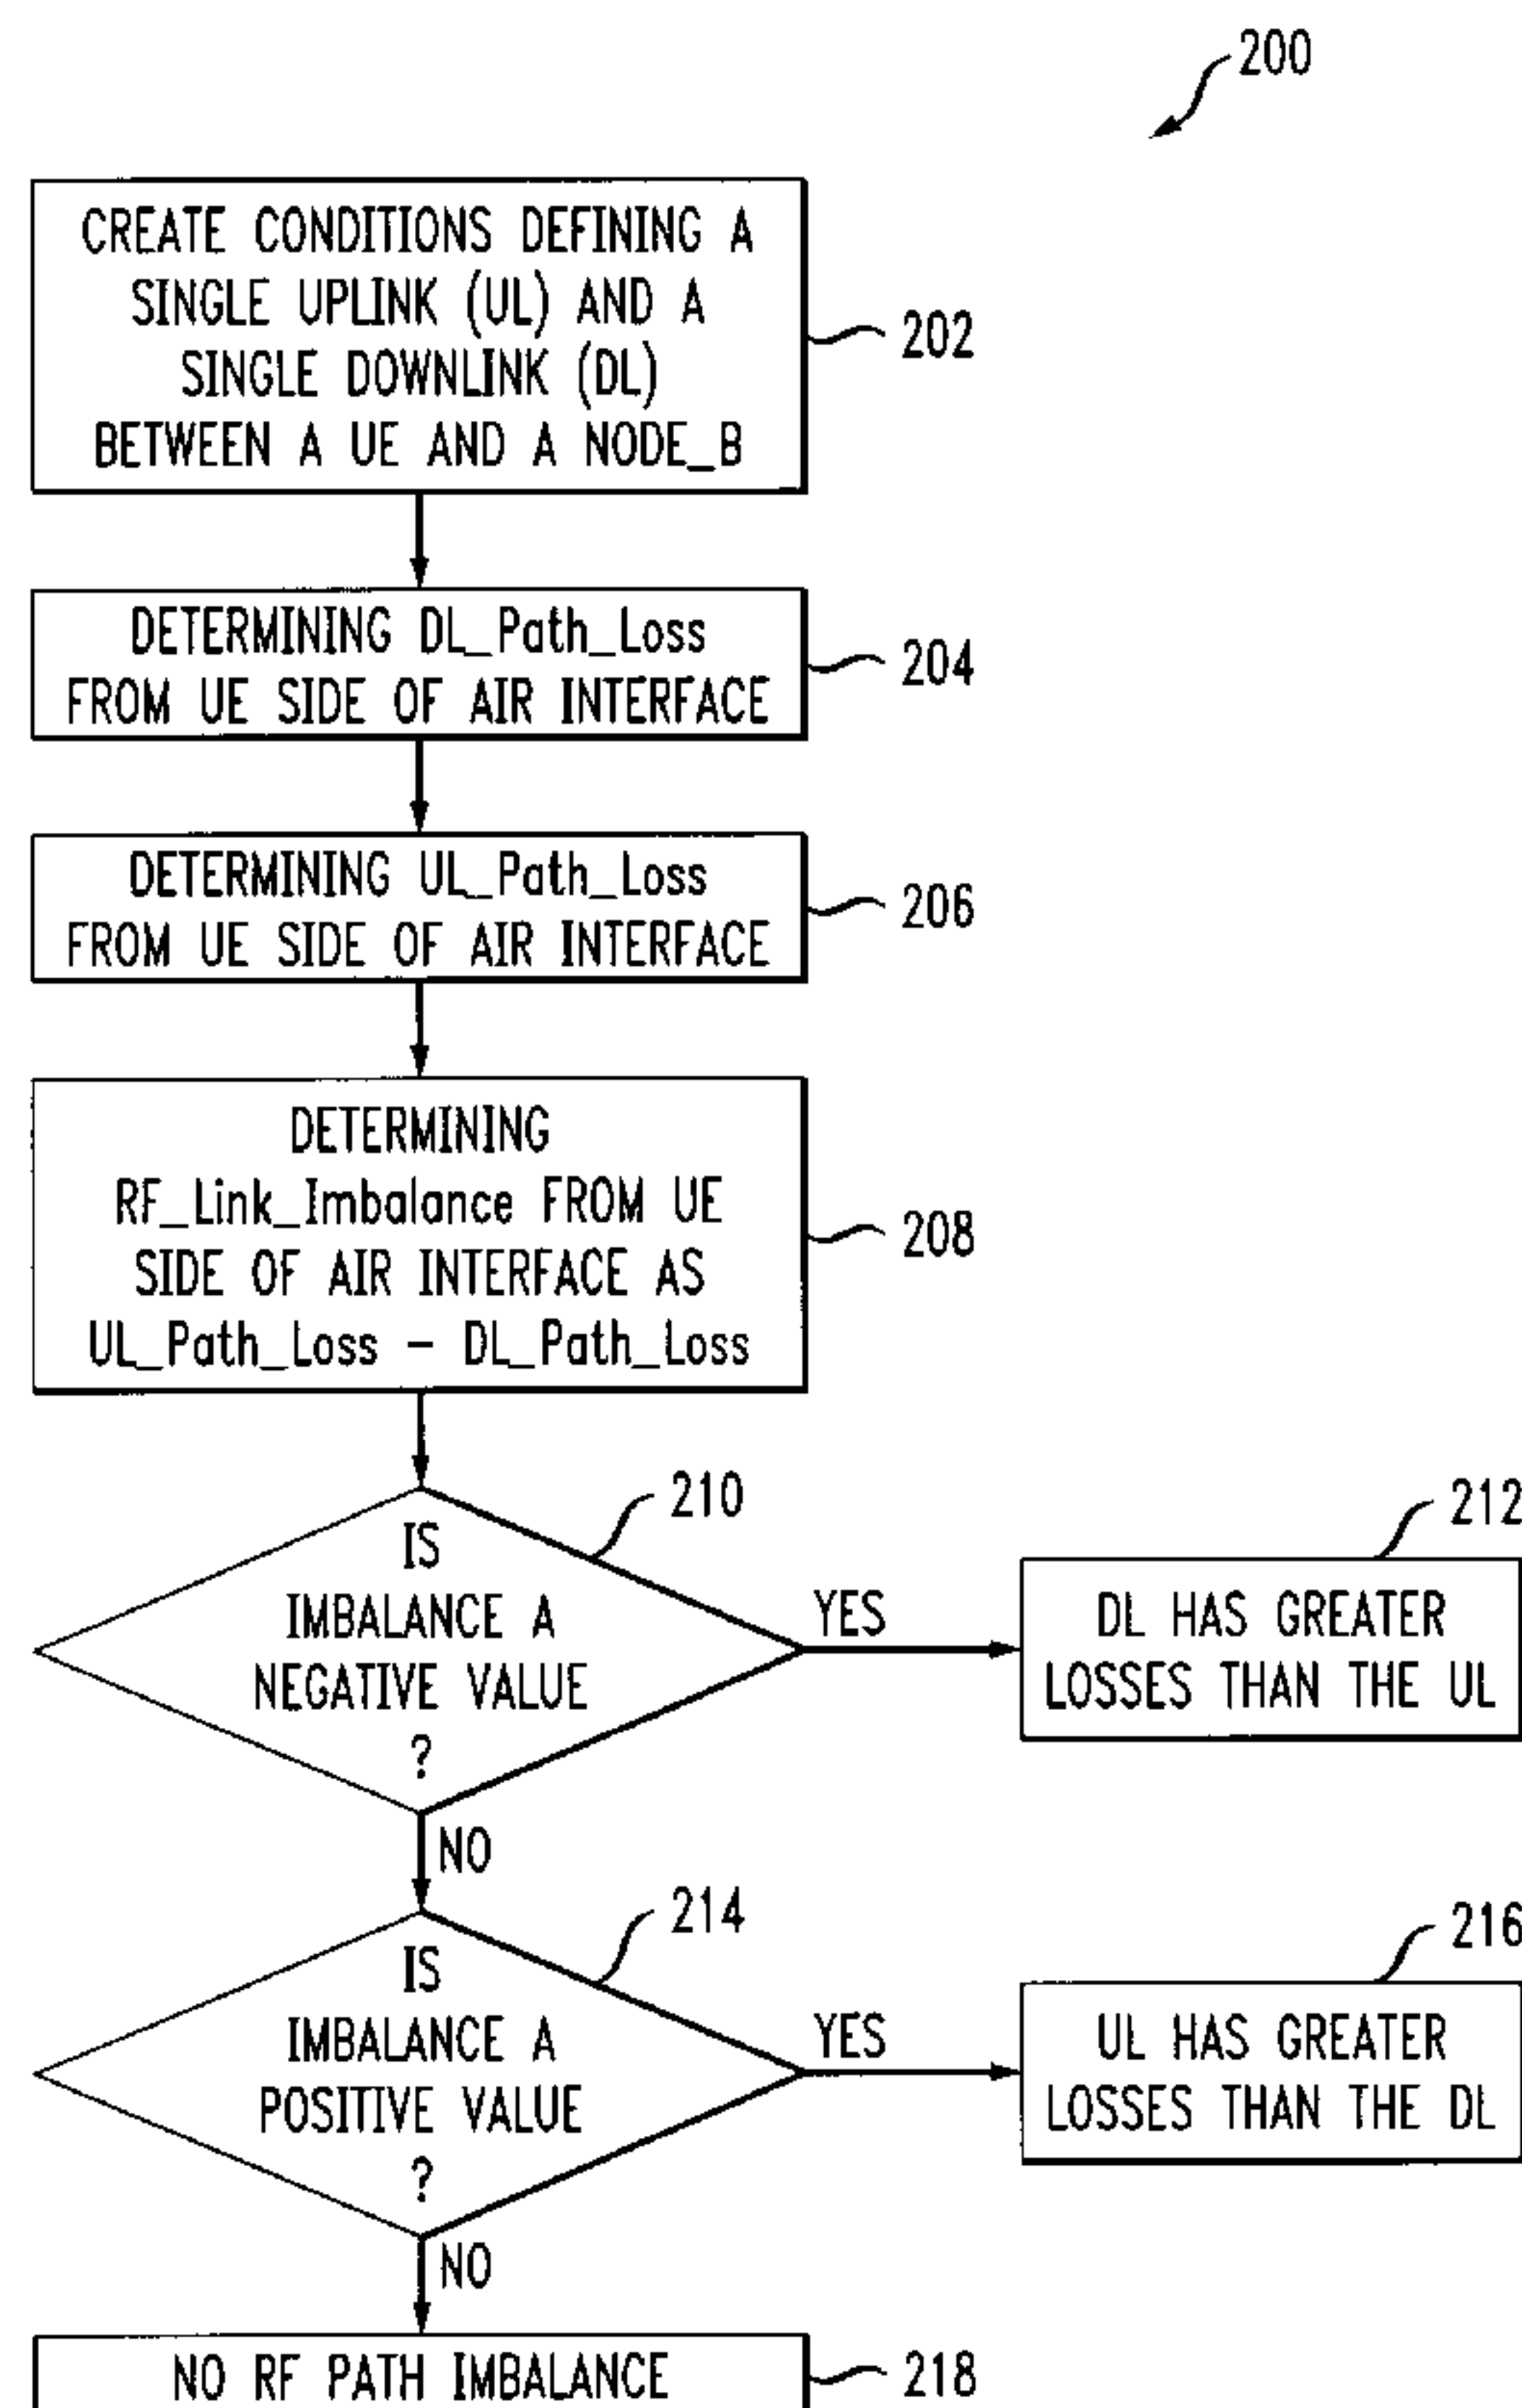 200
CREATE CONDITIONS DEFINING A
SINGLE UPLINK (UL) AND A
SINGLE DOWNLINK (DL)
BETWEEN A UE AND A NODE_B
202
DETERMINING DL_Path_Loss
FROM UE SIDE OF AIR INTERFACE
204
DETERMINING UL_Path_Loss
FROM UE SIDE OF AIR INTERFACE
206
DETERMINING
RF_Link_Imbalance FROM UE
SIDE OF AIR INTERFACE AS
UL_Path_Loss - DL_Path_Loss
208
210
IS
IMBALANCE A
NEGATIVE VALUE
?
YES
212
DL HAS GREATER
LOSSES THAN THE UL
NO
214
IS
IMBALANCE A
POSITIVE VALUE
?
YES
216
UL HAS GREATER
LOSSES THAN THE DL
NO
NO RF PATH IMBALANCE
218